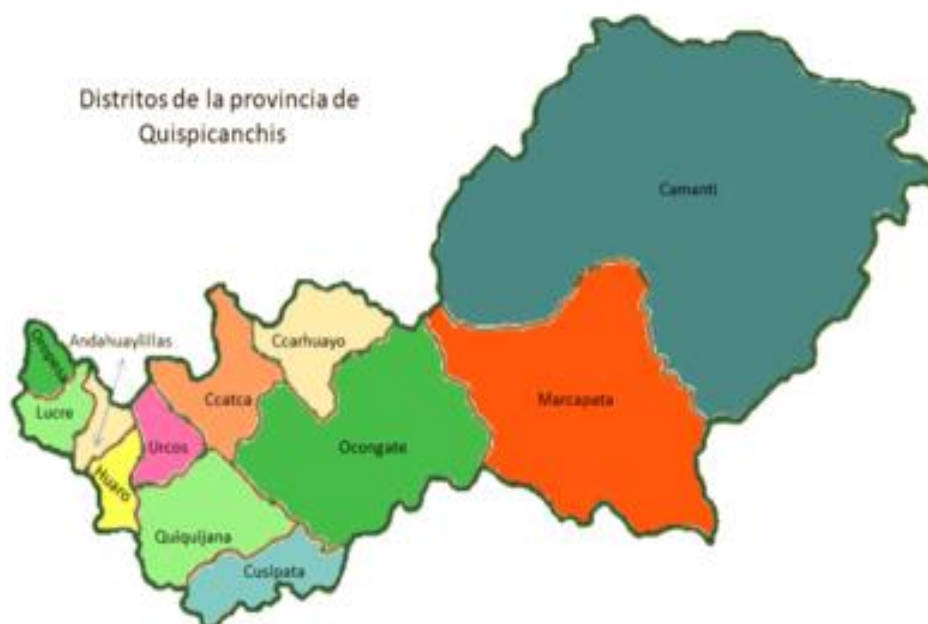 Distritos de la provincia de
Quispicanchis
Camanti
Andahuaylillas
Ccarhuayo
Oropesa
Lucre
Ccatca
Marcapata
Urcos
Ocongate
Huaro
Quiquijana
Cusipata